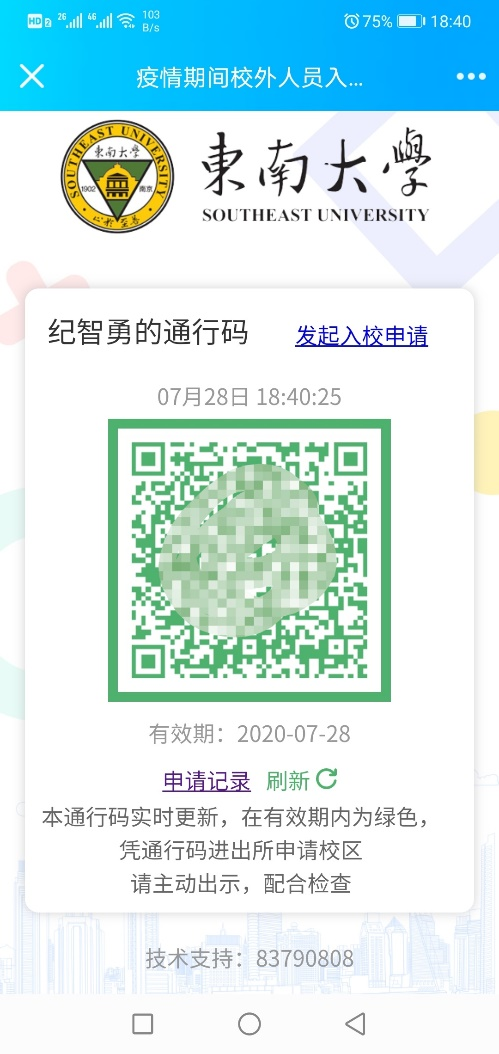 HD 2 2G 4G 103 B/s 75% 18:40
疫情期间校外人员入...
SOUTHEAST UNIVERSITY
東南大學
1902 南京
東南大學
SOUTHEAST UNIVERSITY
纪智勇的通行码 发起入校申请
07月28日 18:40:25
有效期：2020-07-28
申请记录 刷新
本通行码实时更新，在有效期内为绿色，
凭通行码进出所申请校区
请主动出示，配合检查
技术支持：83790808